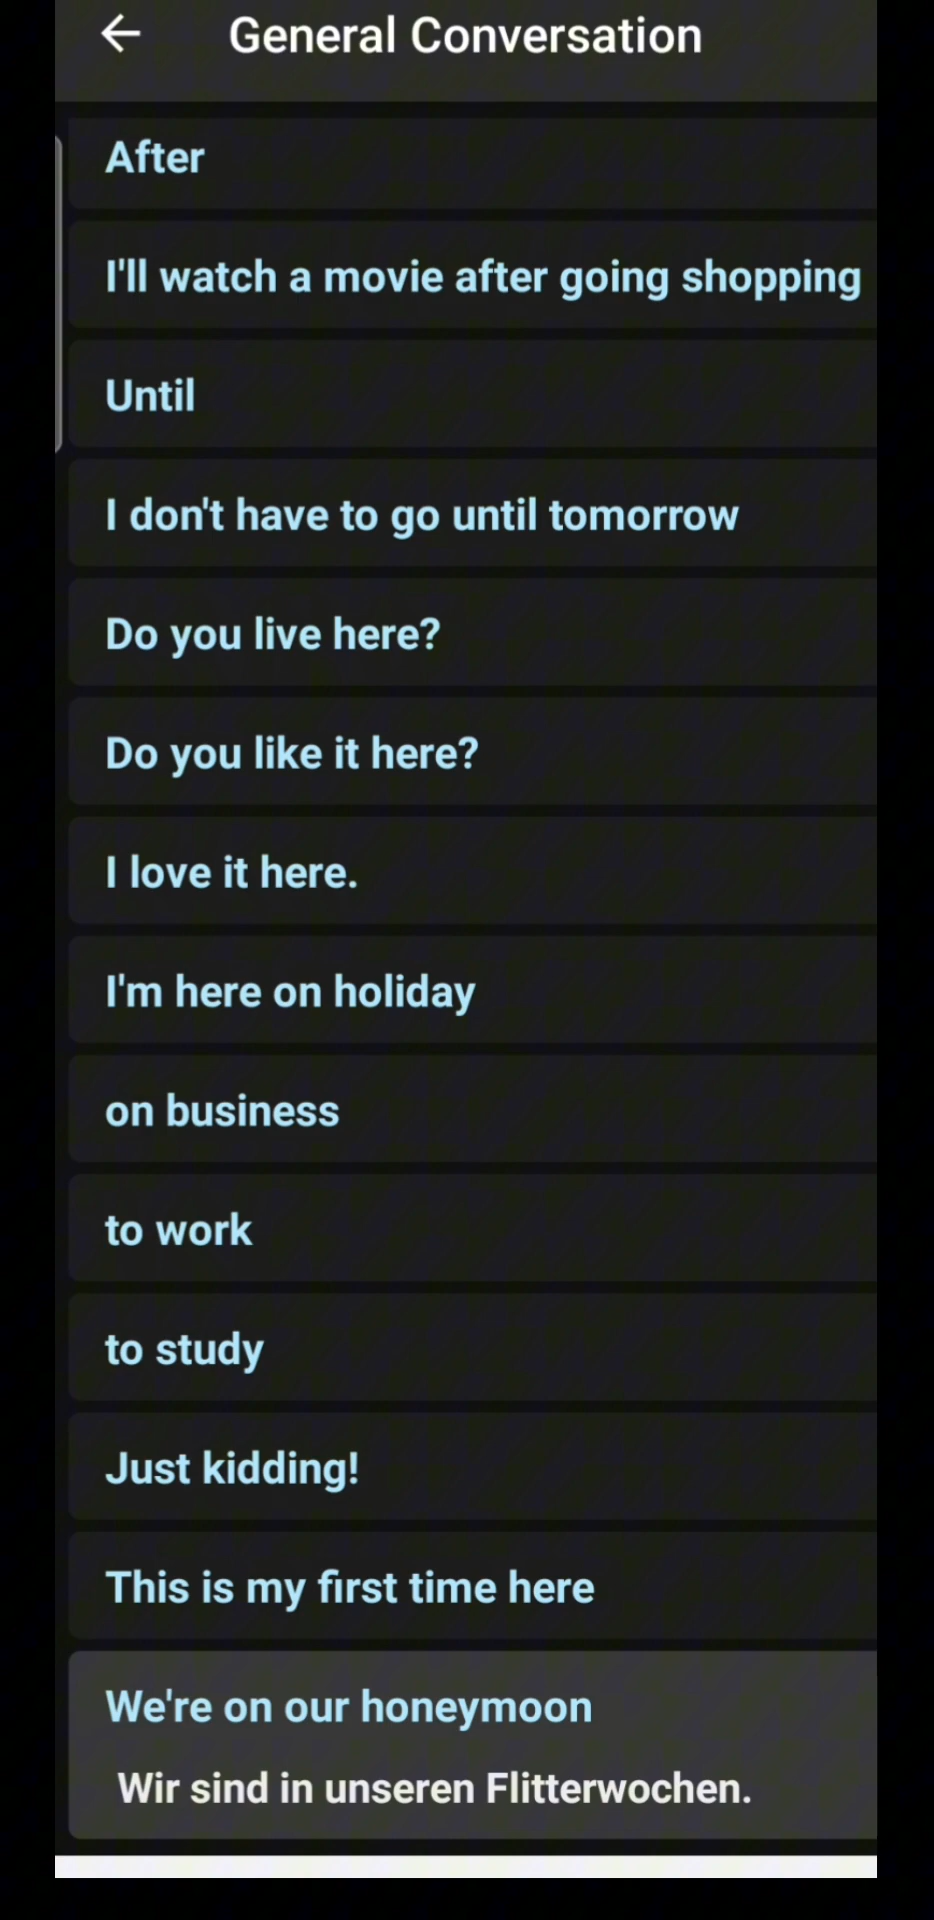 General Conversation
After
I'll watch a movie after going shopping
Until
I don't have to go until tomorrow
Do you live here?
Do you like it here?
I love it here.
I'm here on holiday
on business
to work
to study
Just kidding!
This is my first time here
We're on our honeymoon
Wir sind in unseren Flitterwochen.